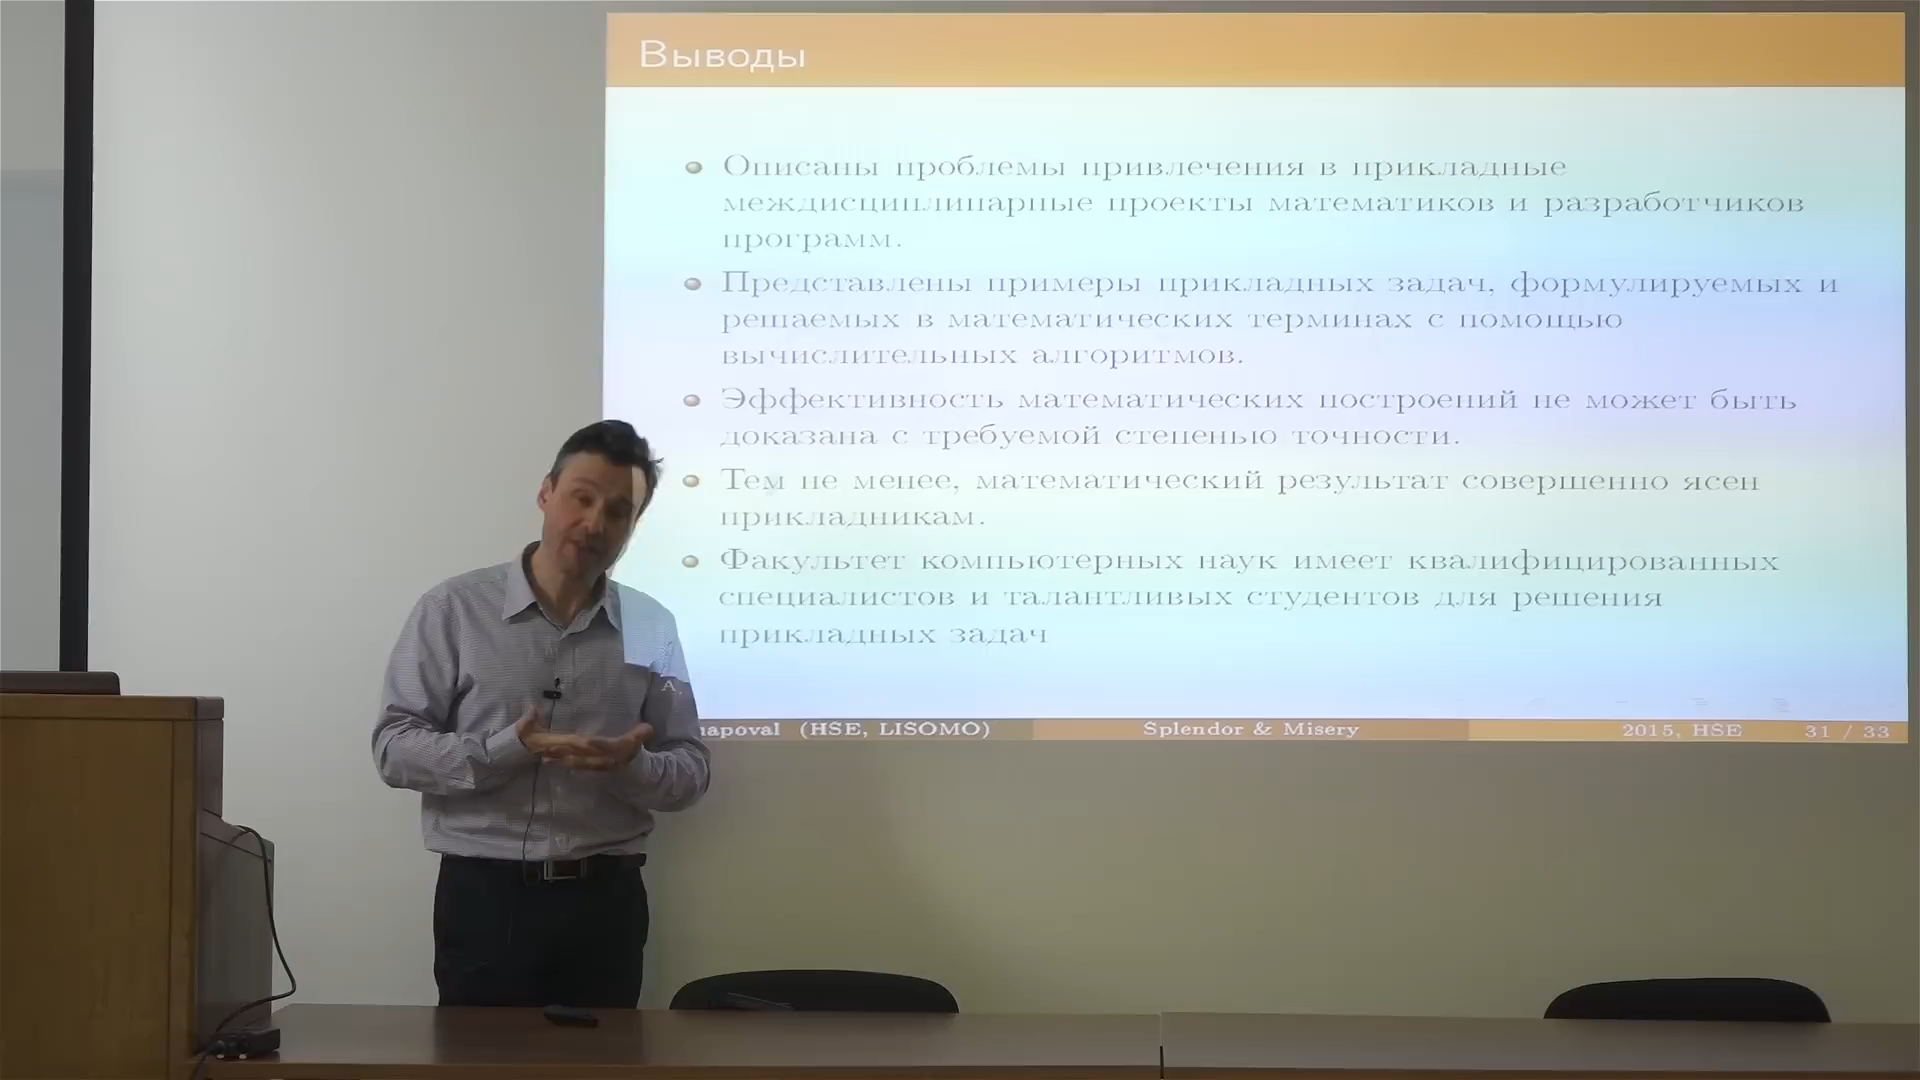 Выводы
Описаны проблемы привлечения в прикладные
междисциплинарные проекты математиков и разработчиков
программ.
Представлены примеры прикладных задач, формулируемых и
решаемых в математических терминах с помощью
вычислительных алгоритмов.
Эффективность математических построений не может быть
доказана с требуемой степенью точности.
Тем не менее, математический результат совершенно ясен
прикладникам.
Факультет компьютерных наук имеет квалифицированных
специалистов и талантливых студентов для решения
прикладных задач
A. hapoval (HSE, LISOMO) Splendor & Misery 2015, HSE 31 / 33